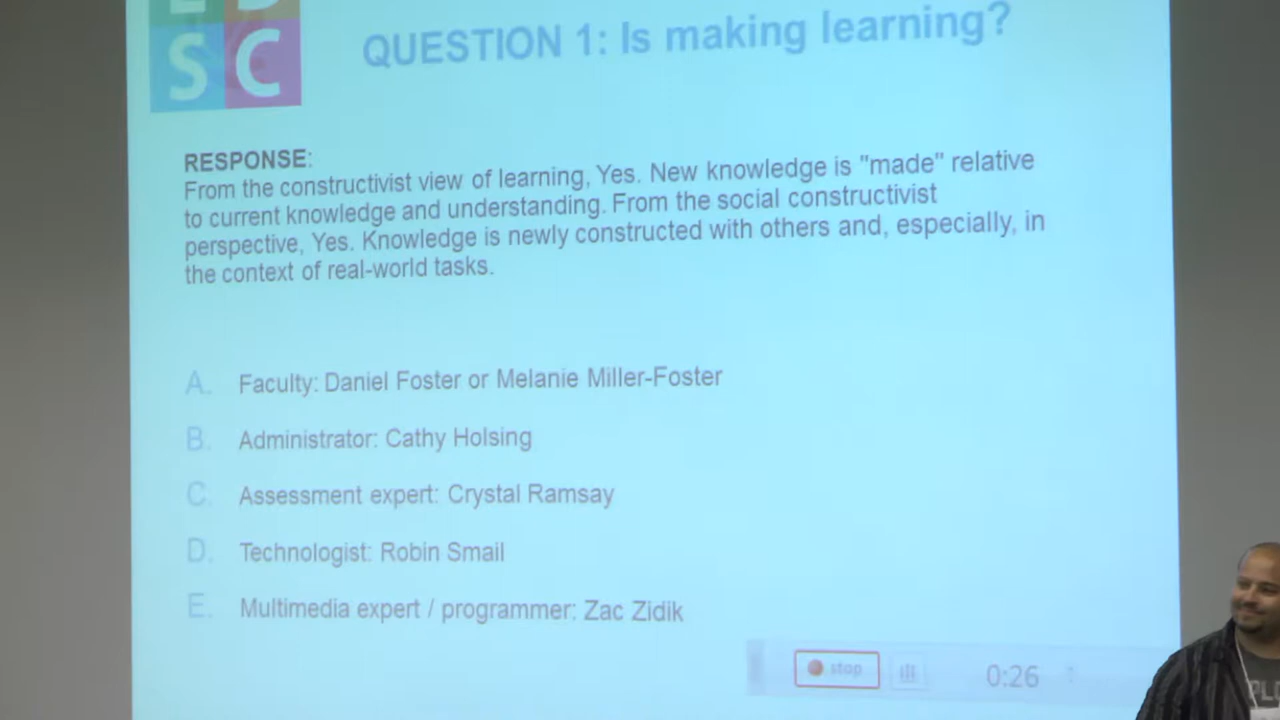 SC
QUESTION 1: Is making learning?
RESPONSE:
From the constructivist view of learning, Yes. New knowledge is "made" relative
to current knowledge and understanding. From the social constructivist
perspective, Yes. Knowledge is newly constructed with others and, especially, in
the context of real-world tasks.
A. Faculty: Daniel Foster or Melanie Miller-Foster
B. Administrator: Cathy Holsing
C. Assessment expert: Crystal Ramsay
D. Technologist: Robin Smail
E. Multimedia expert / programmer: Zac Zidik
stop 0:26